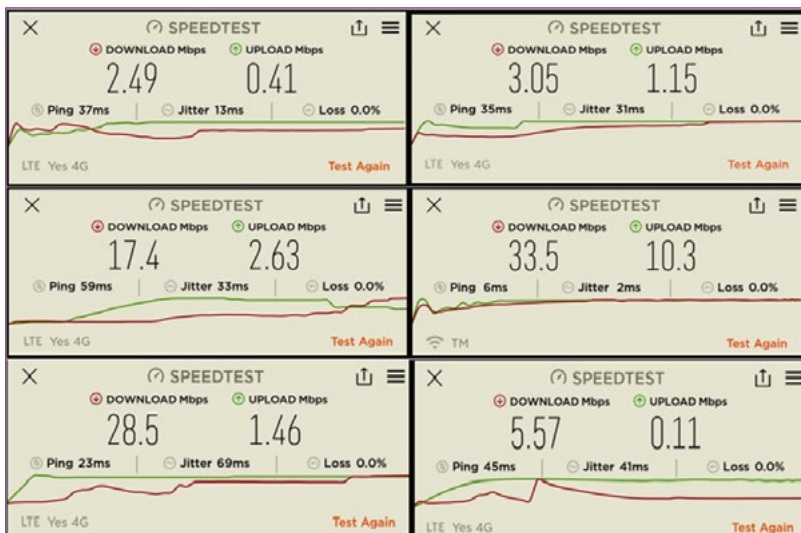 SPEEDTEST
DOWNLOAD Mbps UPLOAD Mbps
2.49 0.41
Ping 37ms Jitter 13ms Loss 0.0%
LTE Yes 4G Test Again
SPEEDTEST
DOWNLOAD Mbps UPLOAD Mbps
3.05 1.15
Ping 35ms Jitter 31ms Loss 0.0%
LTE Yes 4G Test Again
SPEEDTEST
DOWNLOAD Mbps UPLOAD Mbps
17.4 2.63
Ping 59ms Jitter 33ms Loss 0.0%
LTE Yes 4G Test Again
SPEEDTEST
DOWNLOAD Mbps UPLOAD Mbps
33.5 10.3
Ping 6ms Jitter 2ms Loss 0.0%
TM Test Again
SPEEDTEST
DOWNLOAD Mbps UPLOAD Mbps
28.5 1.46
Ping 23ms Jitter 69ms Loss 0.0%
LTE Yes 4G Test Again
SPEEDTEST
DOWNLOAD Mbps UPLOAD Mbps
5.57 0.11
Ping 45ms Jitter 41ms Loss 0.0%
LTE Yes 4G Test Again